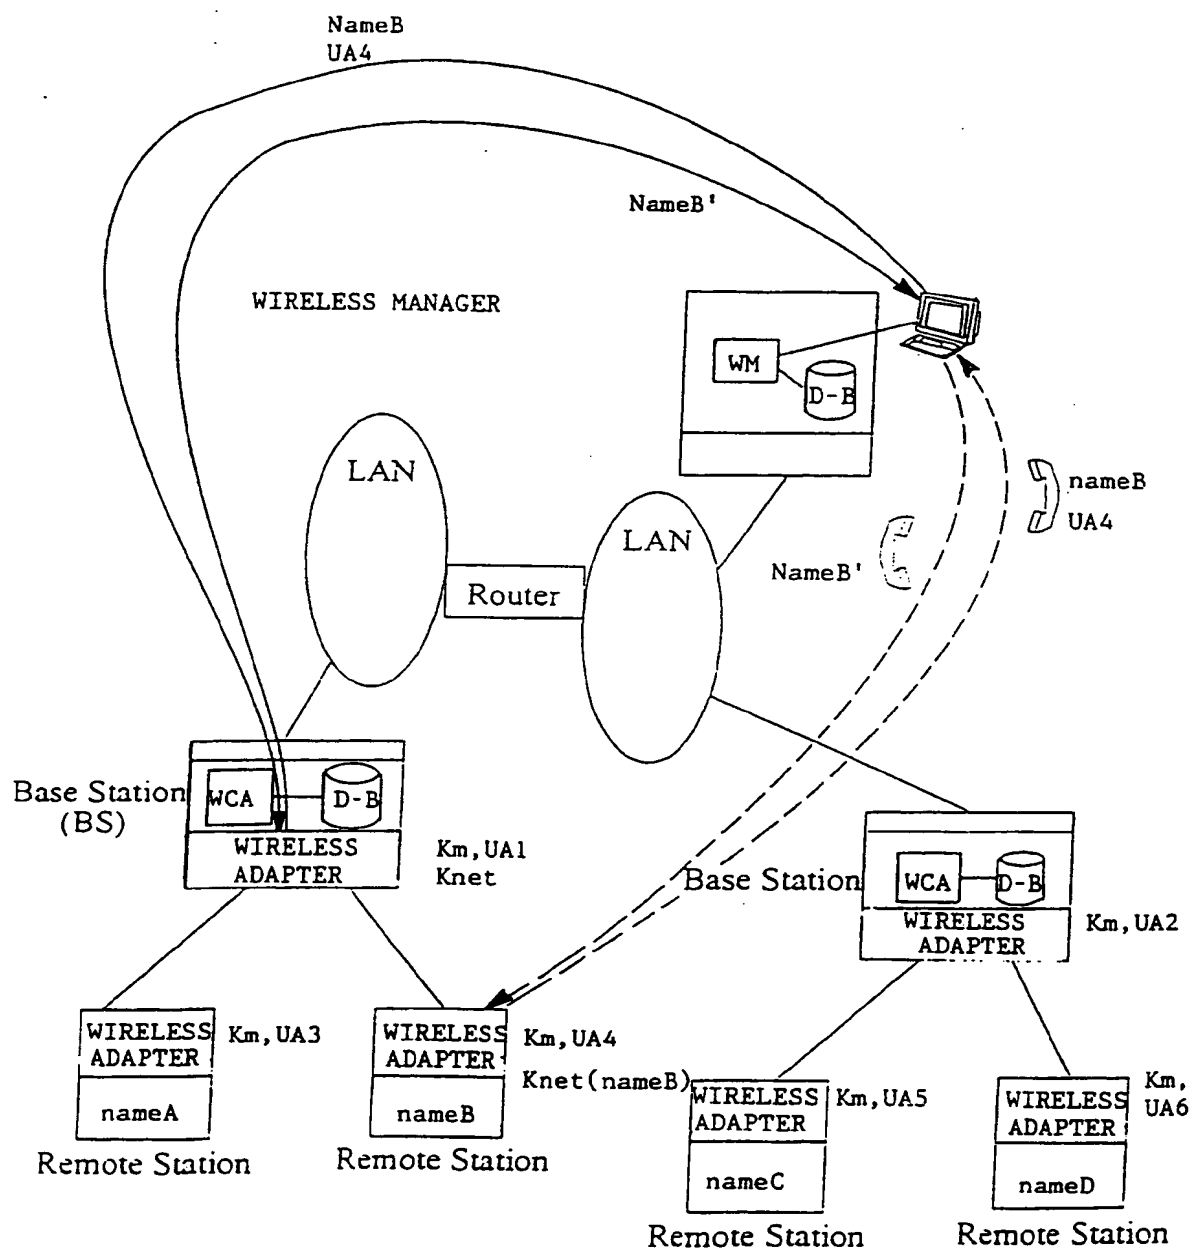 NameB
UA4
NameB'
WIRELESS MANAGER
WM
D-B
LAN
LAN
nameB
UA4
NameB'
Router
Base Station
(BS)
WCA
D-B
WIRELESS
ADAPTER
Km,UA1
Knet
Base Station
WCA
D-B
WIRELESS
ADAPTER
Km,UA2
WIRELESS
ADAPTER
Km,UA3
nameA
Remote Station
WIRELESS
ADAPTER
Km,UA4
Knet(nameB)
nameB
Remote Station
WIRELESS
ADAPTER
Km,UA5
nameC
Remote Station
WIRELESS
ADAPTER
Km,
UA6
nameD
Remote Station